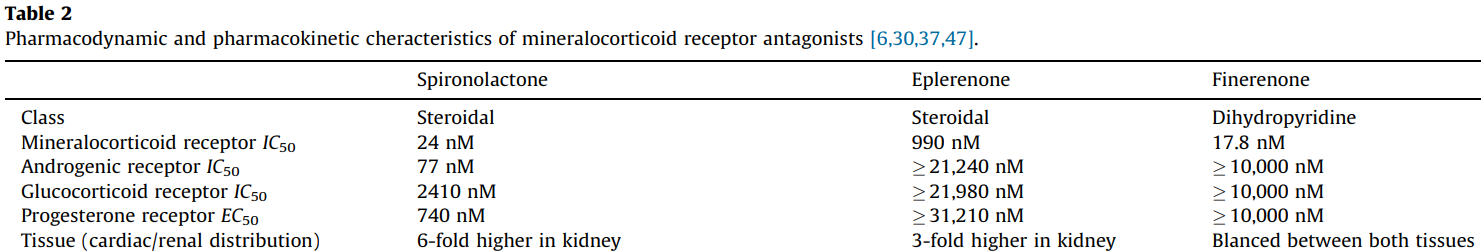 Table 2
Pharmacodynamic and pharmacokinetic cheracteristics of mineralocorticoid receptor antagonists [6,30,37,47].
Spironolactone Eplerenone Finerenone
Class Steroidal Steroidal Dihydropyridine
Mineralocorticoid receptor IC50 24 nM 990 nM 17.8 nM
Androgenic receptor IC50 77 nM ≥21,240 nM ≥10,000 nM
Glucocorticoid receptor IC50 2410 nM ≥21,980 nM ≥10,000 nM
Progesterone receptor EC50 740 nM ≥31,210 nM ≥10,000 nM
Tissue (cardiac/renal distribution) 6-fold higher in kidney 3-fold higher in kidney Blanced between both tissues